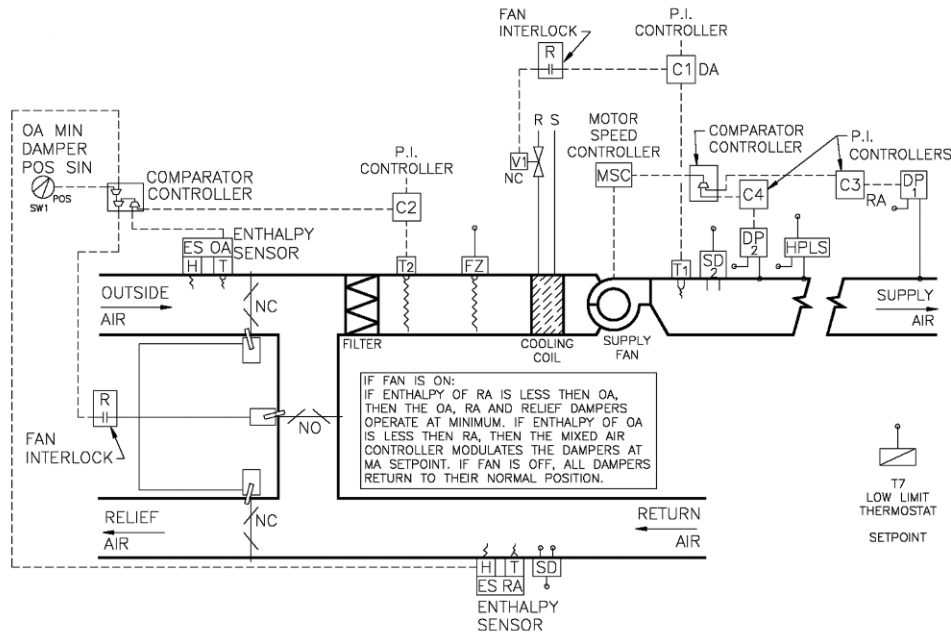 FAN
INTERLOCK
R
P.I.
CONTROLLER
C1 DA
OA MIN
DAMPER
POS SIN
SW1
POS
COMPARATOR
CONTROLLER
P.I.
CONTROLLER
C2
R S
V1
NC
MOTOR
SPEED
CONTROLLER
MSC
COMPARATOR
CONTROLLER
P.I.
CONTROLLERS
C4
C3
RA
DP
1
DP
2
HPLS
ENTHALPY
SENSOR
ES OA
H T
T2
FZ
T1
SD
2
OUTSIDE
AIR
NC
FILTER
COOLING
COIL
SUPPLY
FAN
SUPPLY
AIR
R
FAN
INTERLOCK
NO
IF FAN IS ON:
IF ENTHALPY OF RA IS LESS THEN OA,
THEN THE OA, RA AND RELIEF DAMPERS
OPERATE AT MINIMUM. IF ENTHALPY OF OA
IS LESS THEN RA, THEN THE MIXED AIR
CONTROLLER MODULATES THE DAMPERS AT
MA SETPOINT. IF FAN IS OFF, ALL DAMPERS
RETURN TO THEIR NORMAL POSITION.
T7
LOW LIMIT
THERMOSTAT
SETPOINT
RELIEF
AIR
NC
RETURN
AIR
H T
ES RA
SD
ENTHALPY
SENSOR